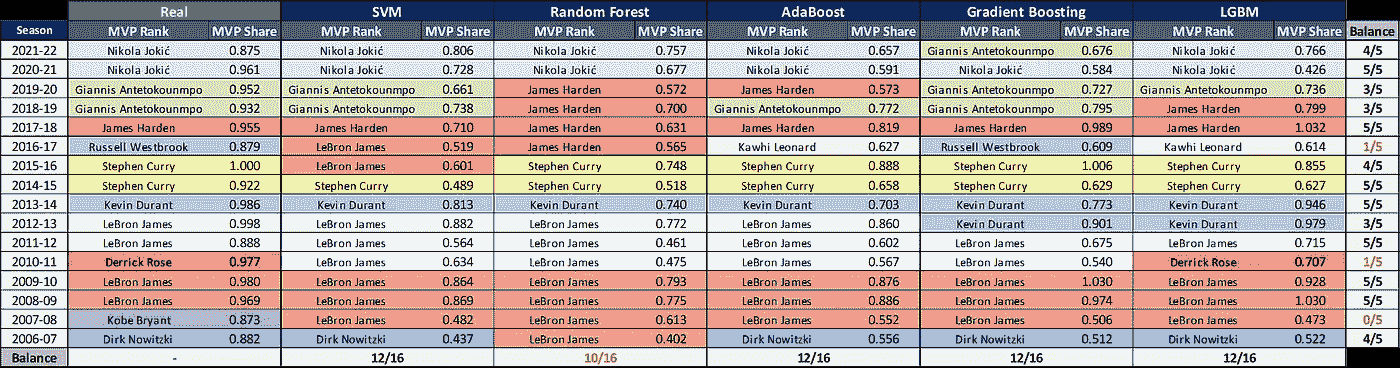 Real SVM Random Forest AdaBoost Gradient Boosting LGBM
Season MVP Rank MVP Share MVP Rank MVP Share MVP Rank MVP Share MVP Rank MVP Share MVP Rank MVP Share MVP Rank MVP Share Balance
2021-22 Nikola Jokić 0.875 Nikola Jokić 0.806 Nikola Jokić 0.757 Nikola Jokić 0.657 Giannis Antetokounmpo 0.676 Nikola Jokić 0.766 4/5
2020-21 Nikola Jokić 0.961 Nikola Jokić 0.728 Nikola Jokić 0.677 Nikola Jokić 0.591 Nikola Jokić 0.584 Nikola Jokić 0.426 5/5
2019-20 Giannis Antetokounmpo 0.952 Giannis Antetokounmpo 0.661 James Harden 0.572 James Harden 0.573 Giannis Antetokounmpo 0.727 Giannis Antetokounmpo 0.736 3/5
2018-19 Giannis Antetokounmpo 0.932 Giannis Antetokounmpo 0.738 James Harden 0.700 Giannis Antetokounmpo 0.772 Giannis Antetokounmpo 0.795 James Harden 0.799 3/5
2017-18 James Harden 0.955 James Harden 0.710 James Harden 0.631 James Harden 0.819 James Harden 0.989 James Harden 1.032 5/5
2016-17 Russell Westbrook 0.879 LeBron James 0.519 James Harden 0.565 Kawhi Leonard 0.627 Russell Westbrook 0.609 Kawhi Leonard 0.614 1/5
2015-16 Stephen Curry 1.000 LeBron James 0.601 Stephen Curry 0.748 Stephen Curry 0.888 Stephen Curry 1.006 Stephen Curry 0.855 4/5
2014-15 Stephen Curry 0.922 Stephen Curry 0.489 Stephen Curry 0.518 Stephen Curry 0.658 Stephen Curry 0.629 Stephen Curry 0.627 5/5
2013-14 Kevin Durant 0.986 Kevin Durant 0.813 Kevin Durant 0.740 Kevin Durant 0.703 Kevin Durant 0.773 Kevin Durant 0.946 5/5
2012-13 LeBron James 0.998 LeBron James 0.882 LeBron James 0.772 LeBron James 0.860 Kevin Durant 0.901 Kevin Durant 0.979 3/5
2011-12 LeBron James 0.888 LeBron James 0.564 LeBron James 0.461 LeBron James 0.602 LeBron James 0.675 LeBron James 0.715 5/5
2010-11 Derrick Rose 0.977 LeBron James 0.634 LeBron James 0.475 LeBron James 0.567 LeBron James 0.540 Derrick Rose 0.707 1/5
2009-10 LeBron James 0.980 LeBron James 0.864 LeBron James 0.793 LeBron James 0.876 LeBron James 1.030 LeBron James 0.928 5/5
2008-09 LeBron James 0.969 LeBron James 0.869 LeBron James 0.775 LeBron James 0.886 LeBron James 0.974 LeBron James 1.030 5/5
2007-08 Kobe Bryant 0.873 LeBron James 0.482 LeBron James 0.613 LeBron James 0.552 LeBron James 0.506 LeBron James 0.473 0/5
2006-07 Dirk Nowitzki 0.882 Dirk Nowitzki 0.437 LeBron James 0.402 Dirk Nowitzki 0.556 Dirk Nowitzki 0.512 Dirk Nowitzki 0.522 4/5
Balance - 12/16 10/16 12/16 12/16 12/16